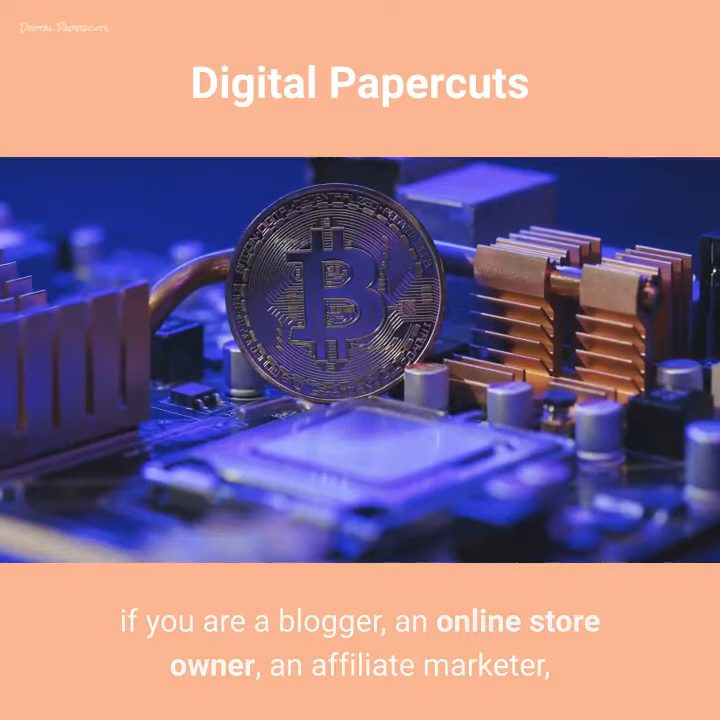 Digital Papercuts
Digital Papercuts
if you are a blogger, an online store
owner, an affiliate marketer,